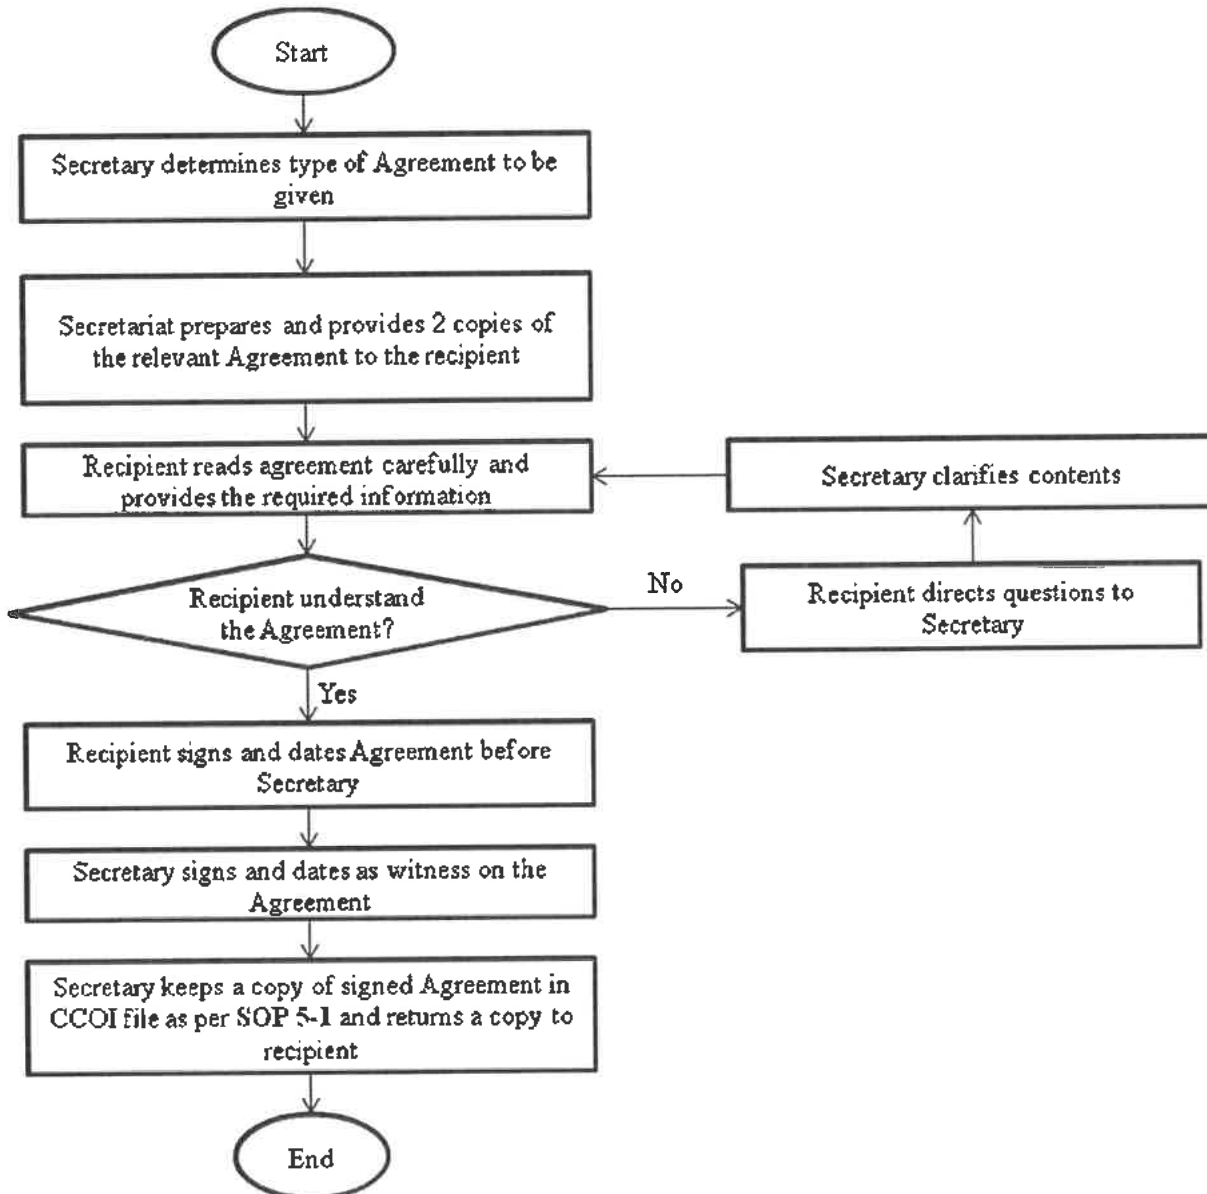 Start
Secretary determines type of Agreement to be
given
Secretariat prepares and provides 2 copies of
the relevant Agreement to the recipient
Recipient reads agreement carefully and
provides the required information
Secretary clarifies contents
Recipient understand
the Agreement?
No
Recipient directs questions to
Secretary
Yes
Recipient signs and dates Agreement before
Secretary
Secretary signs and dates as witness on the
Agreement
Secretary keeps a copy of signed Agreement in
CCOI file as per SOP 5-1 and returns a copy to
recipient
End